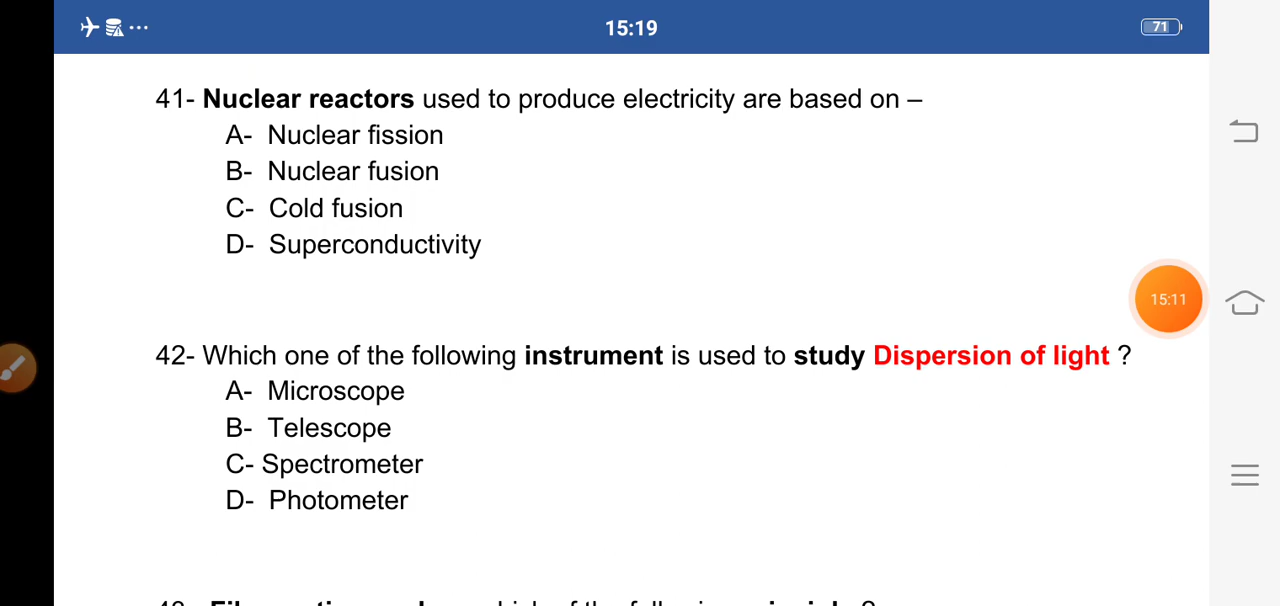 15:19
71
41- Nuclear reactors used to produce electricity are based on –
A- Nuclear fission
B- Nuclear fusion
C- Cold fusion
D- Superconductivity
15:11
42- Which one of the following instrument is used to study Dispersion of light ?
A- Microscope
B- Telescope
C- Spectrometer
D- Photometer